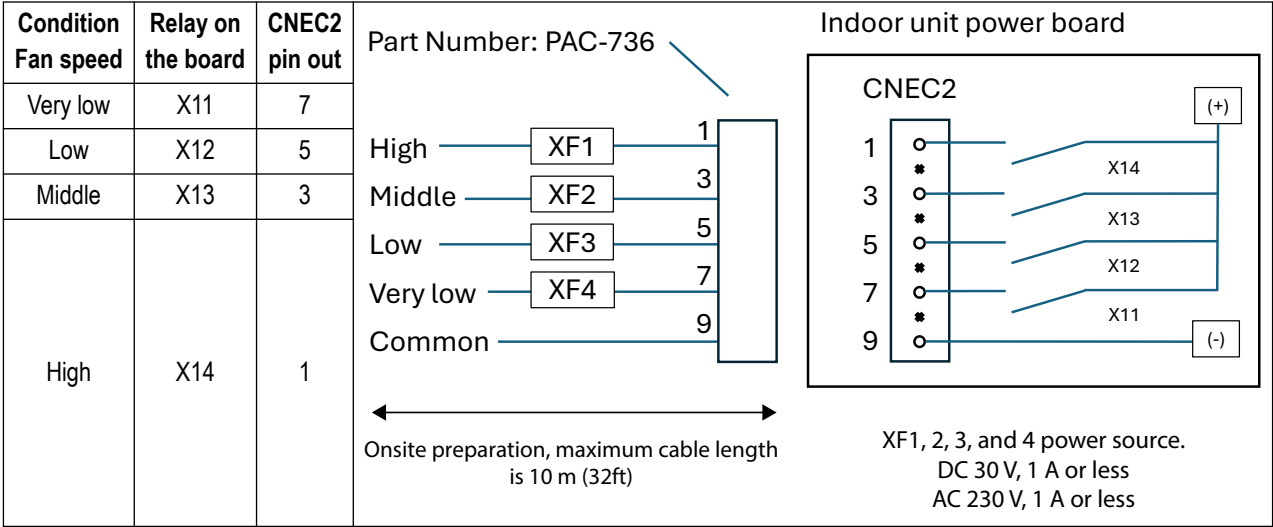 Condition Fan speed | Relay on the board | CNEC2 pin out
Very low | X11 | 7
Low | X12 | 5
Middle | X13 | 3
High | X14 | 1
Part Number: PAC-736
High XF1 1
Middle XF2 3
Low XF3 5
Very low XF4 7
Common 9
Onsite preparation, maximum cable length
is 10 m (32ft)
Indoor unit power board
CNEC2
(+)
1 X14
3 X13
5 X12
7 X11
9 (-)
XF1, 2, 3, and 4 power source.
DC 30 V, 1 A or less
AC 230 V, 1 A or less